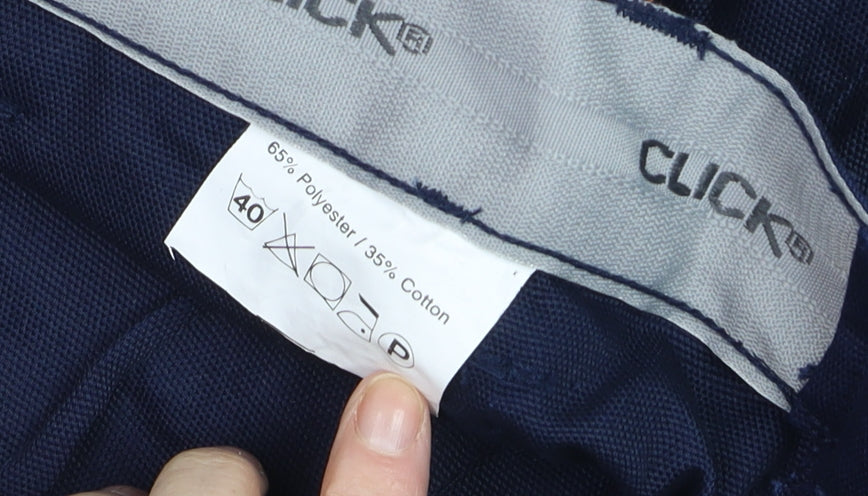 CLICK®
CLICK®
65% Polyester / 35% Cotton
40
P